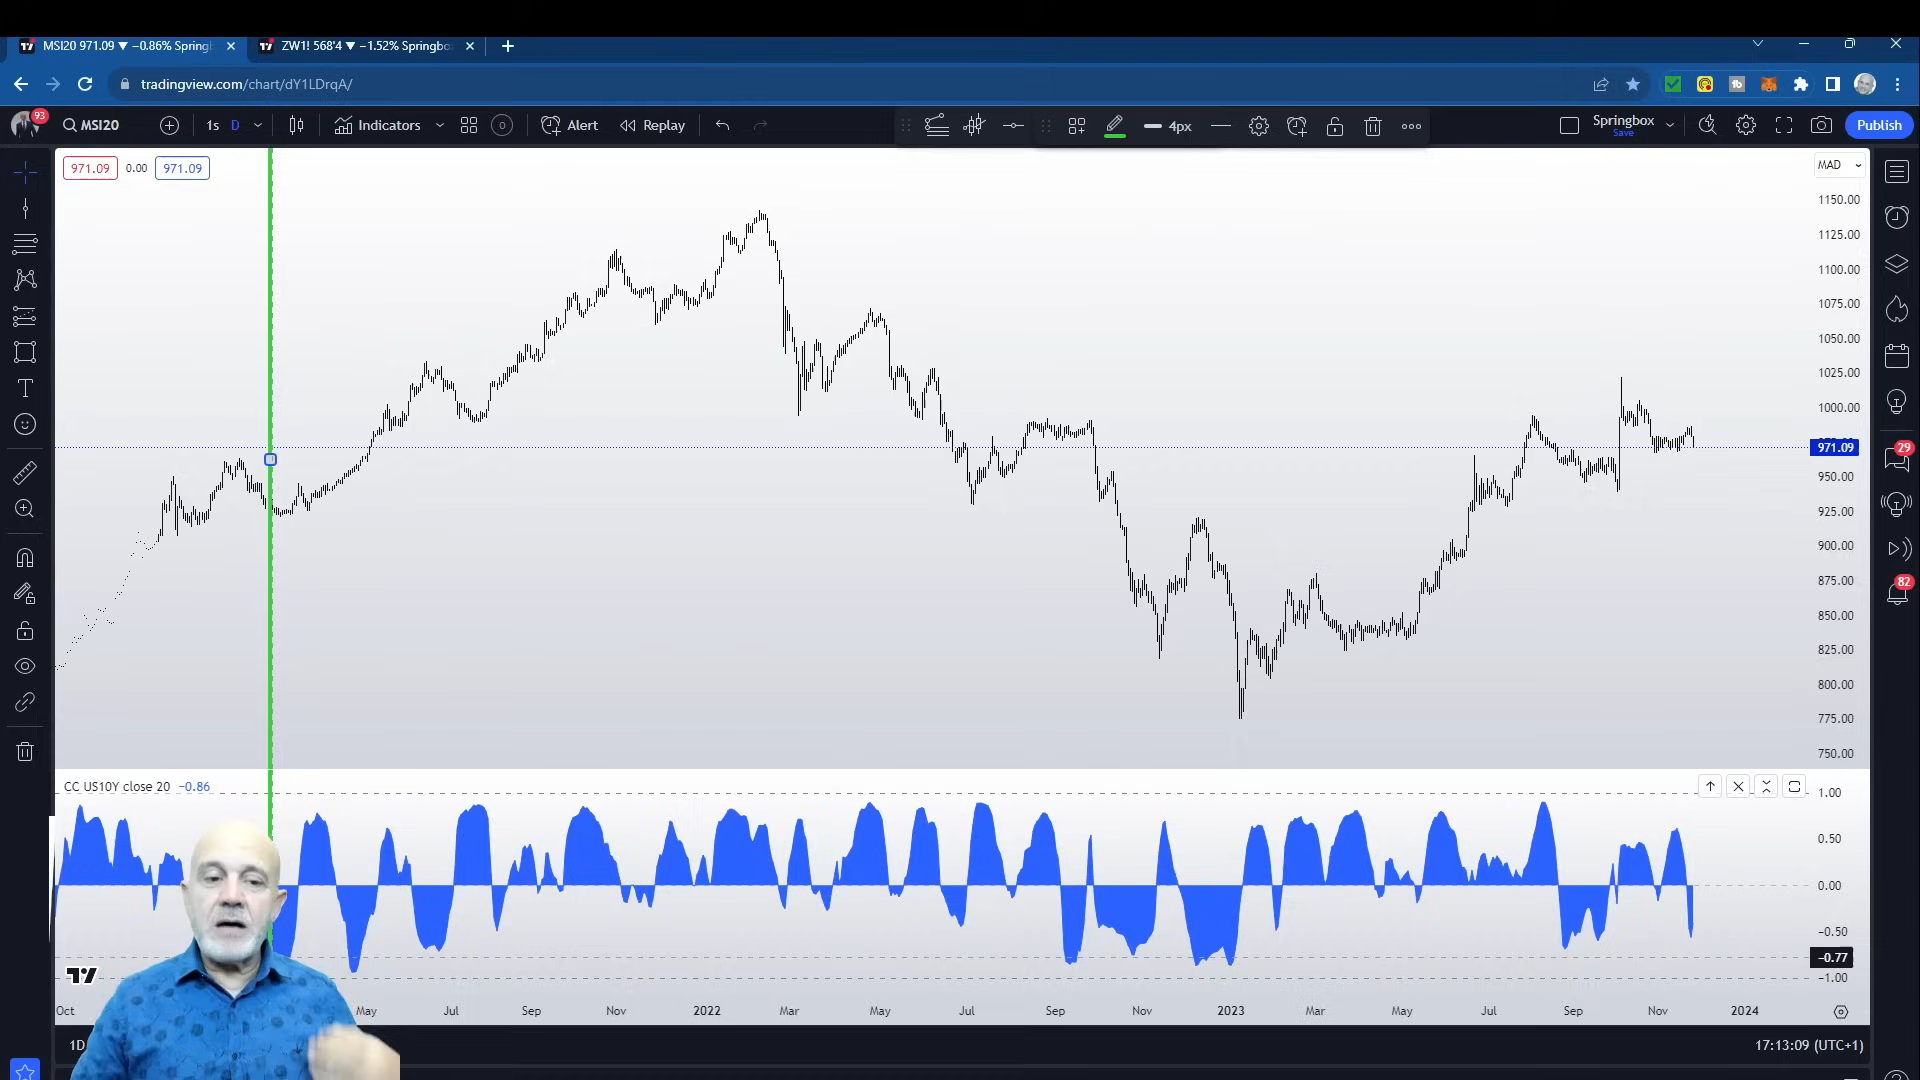 MSI20 971.09 ▼ −0.86% Spring
ZW1! 568'4 ▼ −1.52% Springbo
tradingview.com/chart/dY1LDrqA/
93
MSI20
1s
D
Indicators
Alert
Replay
4px
Springbox
Save
Publish
971.09
0.00
971.09
MAD
1150.00
1125.00
1100.00
1075.00
1050.00
1025.00
1000.00
971.09
950.00
925.00
900.00
875.00
850.00
825.00
800.00
775.00
750.00
29
82
CC US10Y close 20 −0.86
1.00
0.50
0.00
−0.50
−0.77
−1.00
Oct
May
Jul
Sep
Nov
2022
Mar
May
Jul
Sep
Nov
2023
Mar
May
Jul
Sep
Nov
2024
1D
17:13:09 (UTC+1)